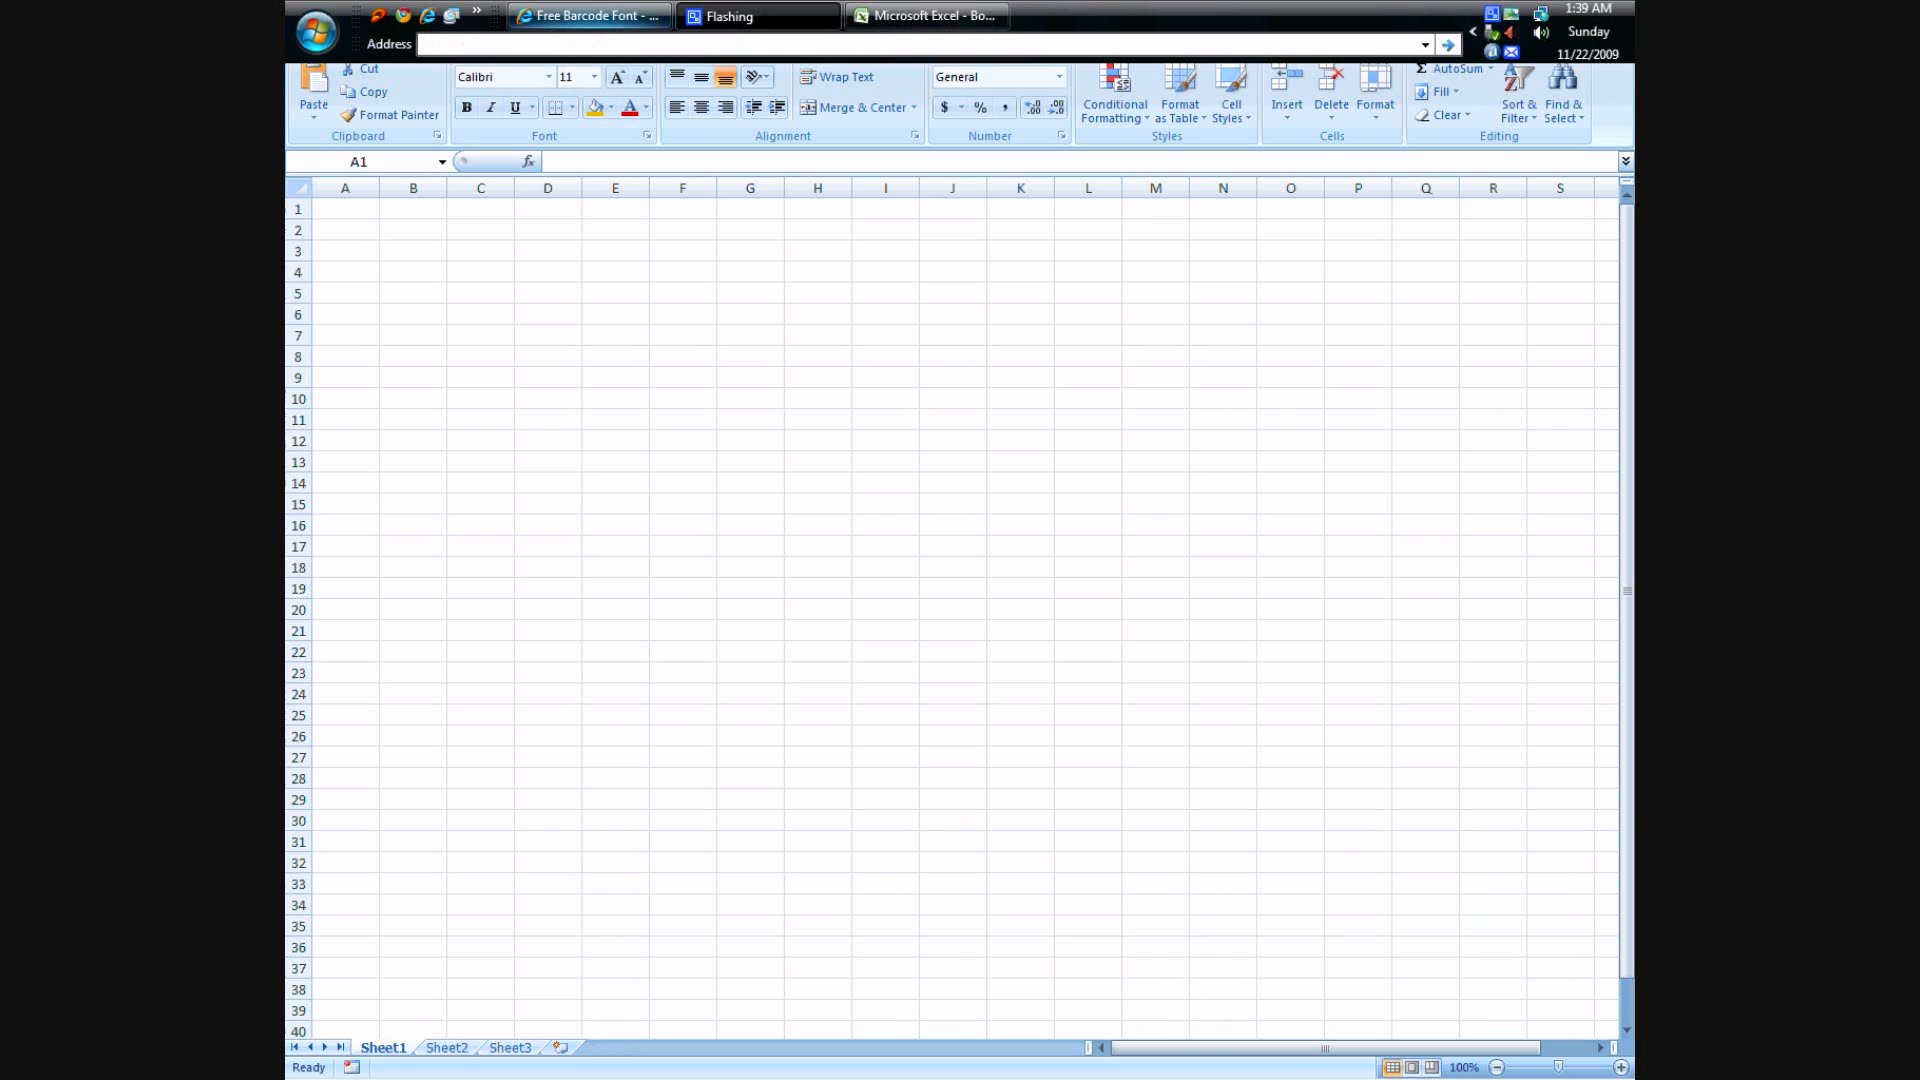 Free Barcode Font - ...
Flashing
Microsoft Excel - Bo...
1:39 AM
Sunday
11/22/2009
Address
Cut
Copy
Format Painter
Paste
Clipboard
Calibri 11
B I U
Font
Wrap Text
Merge & Center
Alignment
General
$ % ,
Number
Conditional Formatting
Format as Table
Cell Styles
Styles
Insert
Delete
Format
Cells
AutoSum
Fill
Clear
Sort & Filter
Find & Select
Editing
A1 fx
A B C D E F G H I J K L M N O P Q R S
1
2
3
4
5
6
7
8
9
10
11
12
13
14
15
16
17
18
19
20
21
22
23
24
25
26
27
28
29
30
31
32
33
34
35
36
37
38
39
40
Sheet1 Sheet2 Sheet3
Ready 100%